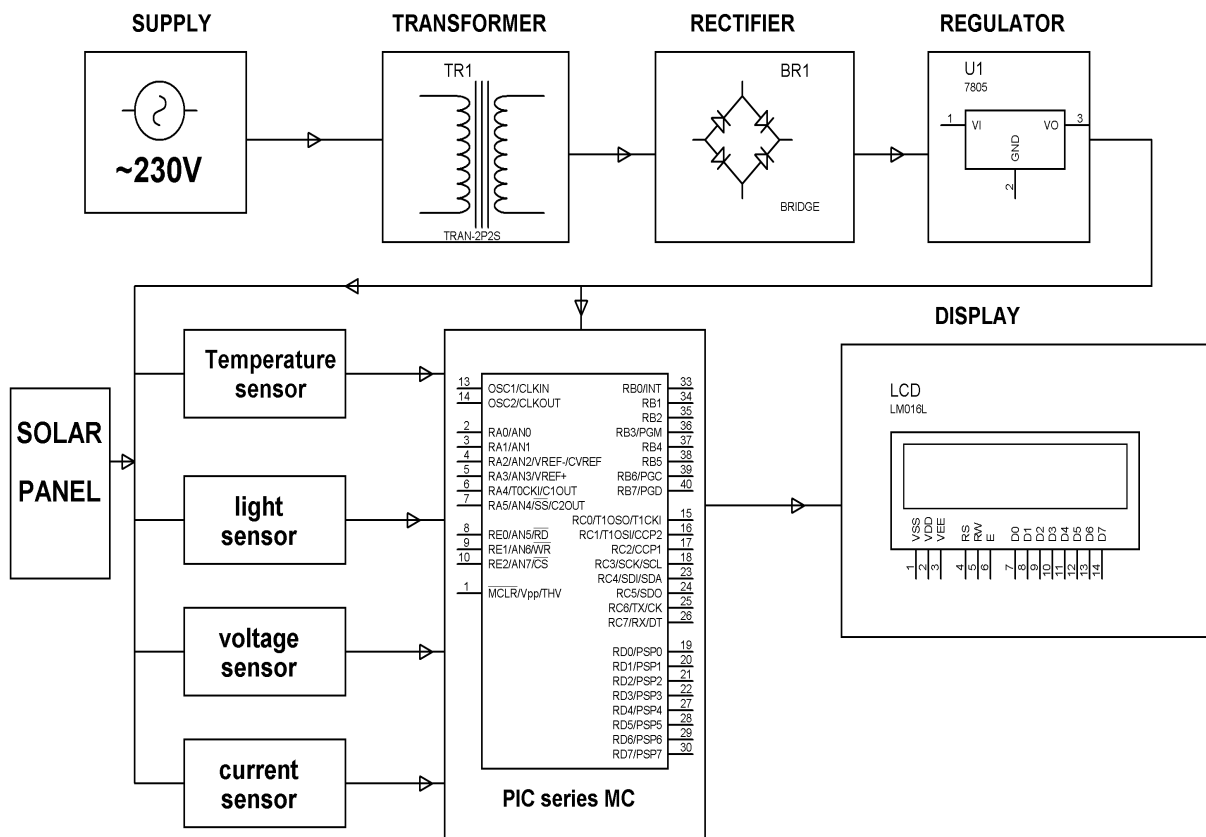 SUPPLY
TRANSFORMER
RECTIFIER
REGULATOR
~230V
TR1
TRAN-2P2S
BR1
BRIDGE
U1
7805
1
VI
VO
3
GND
2
SOLAR
PANEL
Temperature
sensor
light
sensor
voltage
sensor
current
sensor
13 OSC1/CLKIN
14 OSC2/CLKOUT
2 RA0/AN0
3 RA1/AN1
4 RA2/AN2/VREF-/CVREF
5 RA3/AN3/VREF+
6 RA4/T0CKI/C1OUT
7 RA5/AN4/SS/C2OUT
8 RE0/AN5/RD
9 RE1/AN6/WR
10 RE2/AN7/CS
1 MCLR/Vpp/THV
RB0/INT 33
RB1 34
RB2 35
RB3/PGM 36
RB4 37
RB5 38
RB6/PGC 39
RB7/PGD 40
RC0/T1OSO/T1CKI 15
RC1/T1OSI/CCP2 16
RC2/CCP1 17
RC3/SCK/SCL 18
RC4/SDI/SDA 23
RC5/SDO 24
RC6/TX/CK 25
RC7/RX/DT 26
RD0/PSP0 19
RD1/PSP1 20
RD2/PSP2 21
RD3/PSP3 22
RD4/PSP4 27
RD5/PSP5 28
RD6/PSP6 29
RD7/PSP7 30
PIC series MC
DISPLAY
LCD
LM016L
VSS VDD VEE RS RW E D0 D1 D2 D3 D4 D5 D6 D7
1 2 3 4 5 6 7 8 9 10 11 12 13 14